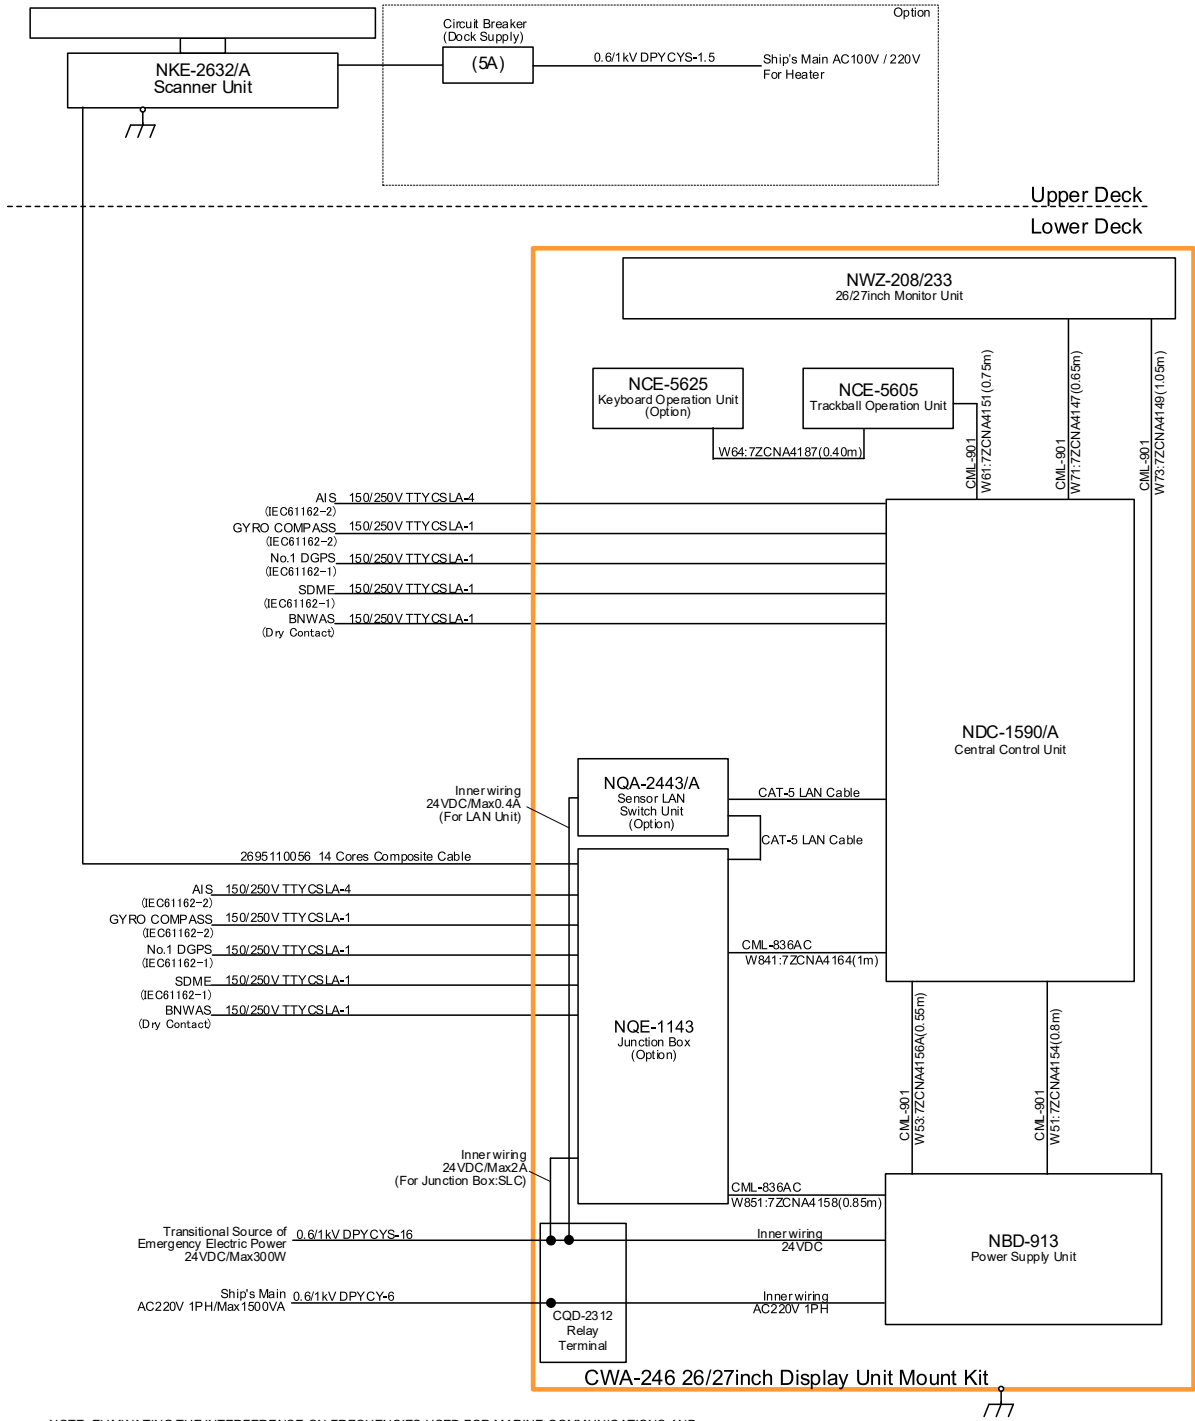 Option
Circuit Breaker
(Dock Supply)
(5A)
0.6/1kV DPYCYS-1.5
Ship's Main AC100V / 220V
For Heater
NKE-2632/A
Scanner Unit
Upper Deck
Lower Deck
NWZ-208/233
26/27inch Monitor Unit
NCE-5625
Keyboard Operation Unit
(Option)
NCE-5605
Trackball Operation Unit
W64:7ZCNA4187(0.40m)
CML-901
W61:7ZCNA4151(0.75m)
CML-901
W71:7ZCNA4147(0.65m)
CML-901
W73:7ZCNA4149(1.05m)
AIS 150/250V TTYCSLA-4
(IEC61162-2)
GYRO COMPASS 150/250V TTYCSLA-1
(IEC61162-2)
No.1 DGPS 150/250V TTYCSLA-1
(IEC61162-1)
SDME 150/250V TTYCSLA-1
(IEC61162-1)
BNWAS 150/250V TTYCSLA-1
(Dry Contact)
NDC-1590/A
Central Control Unit
Inner wiring
24VDC/Max0.4A
(For LAN Unit)
NQA-2443/A
Sensor LAN
Switch Unit
(Option)
CAT-5 LAN Cable
CAT-5 LAN Cable
2695110056 14 Cores Composite Cable
AIS 150/250V TTYCSLA-4
(IEC61162-2)
GYRO COMPASS 150/250V TTYCSLA-1
(IEC61162-2)
No.1 DGPS 150/250V TTYCSLA-1
(IEC61162-1)
SDME 150/250V TTYCSLA-1
(IEC61162-1)
BNWAS 150/250V TTYCSLA-1
(Dry Contact)
NQE-1143
Junction Box
(Option)
CML-836AC
W841:7ZCNA4164(1m)
CML-901
W53:7ZCNA4156A(0.55m)
CML-901
W51:7ZCNA4154(0.8m)
Inner wiring
24VDC/Max2A
(For Junction Box:SLC)
CML-836AC
W851:7ZCNA4158(0.85m)
Transitional Source of
Emergency Electric Power
24VDC/Max300W
0.6/1kV DPYCYS-16
Inner wiring
24VDC
NBD-913
Power Supply Unit
Ship's Main
AC220V 1PH/Max1500VA
0.6/1kV DPYCY-6
Inner wiring
AC220V 1PH
CQD-2312
Relay
Terminal
CWA-246 26/27inch Display Unit Mount Kit
NOTE. ELIMINATING THE INTERFERENCE ON FREQUENCIES USED FOR MARINE COMMUNICATIONS AND